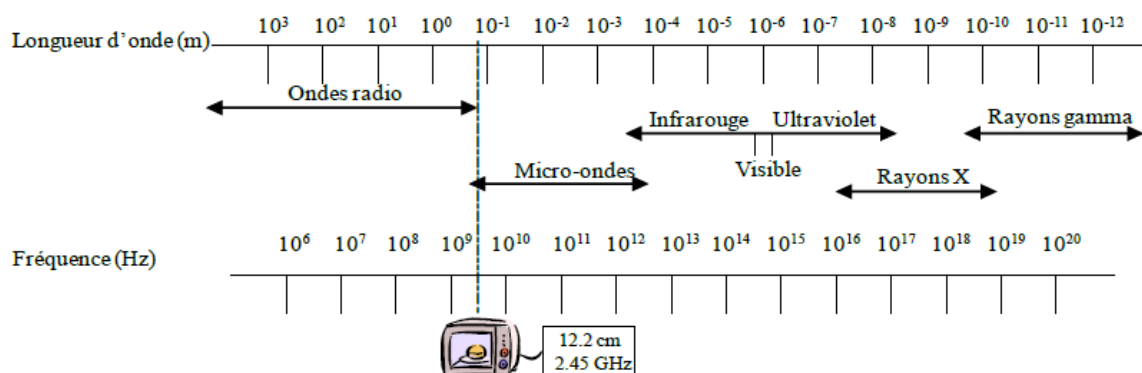 10³ 10² 10¹ 10⁰ 10⁻¹ 10⁻² 10⁻³ 10⁻⁴ 10⁻⁵ 10⁻⁶ 10⁻⁷ 10⁻⁸ 10⁻⁹ 10⁻¹⁰ 10⁻¹¹ 10⁻¹²
Longueur d'onde (m)
Ondes radio
Infrarouge Ultraviolet Rayons gamma
Visible
Micro-ondes Rayons X
10⁶ 10⁷ 10⁸ 10⁹ 10¹⁰ 10¹¹ 10¹² 10¹³ 10¹⁴ 10¹⁵ 10¹⁶ 10¹⁷ 10¹⁸ 10¹⁹ 10²⁰
Fréquence (Hz)
12.2 cm
2.45 GHz